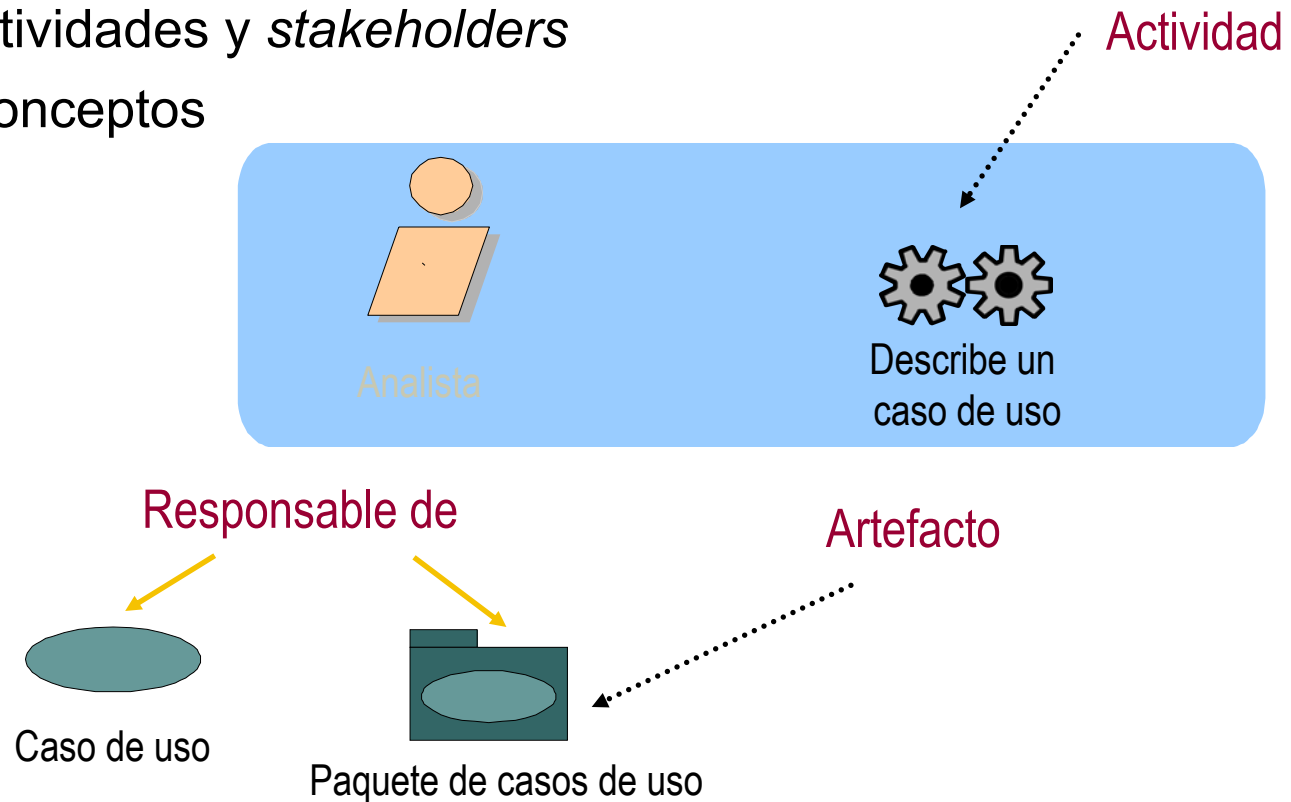 tividades y stakeholders
Actividad
onceptos
Analista
Describe un
caso de uso
Responsable de
Artefacto
Caso de uso
Paquete de casos de uso